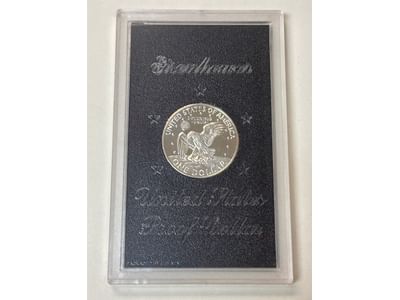 Eisenhower
UNITED STATES OF AMERICA
ONE DOLLAR
United States
Proof Dollar